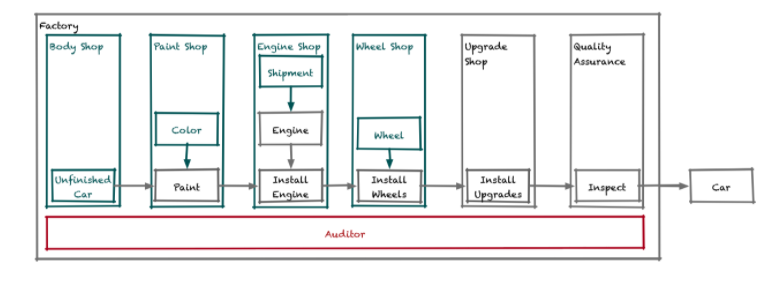 Factory
Body Shop
Paint Shop
Engine Shop
Wheel Shop
Upgrade
Shop
Quality
Assurance
Shipment
Color
Engine
Wheel
Unfinished
Car
Paint
Install
Engine
Install
Wheels
Install
Upgrades
Inspect
Car
Auditor